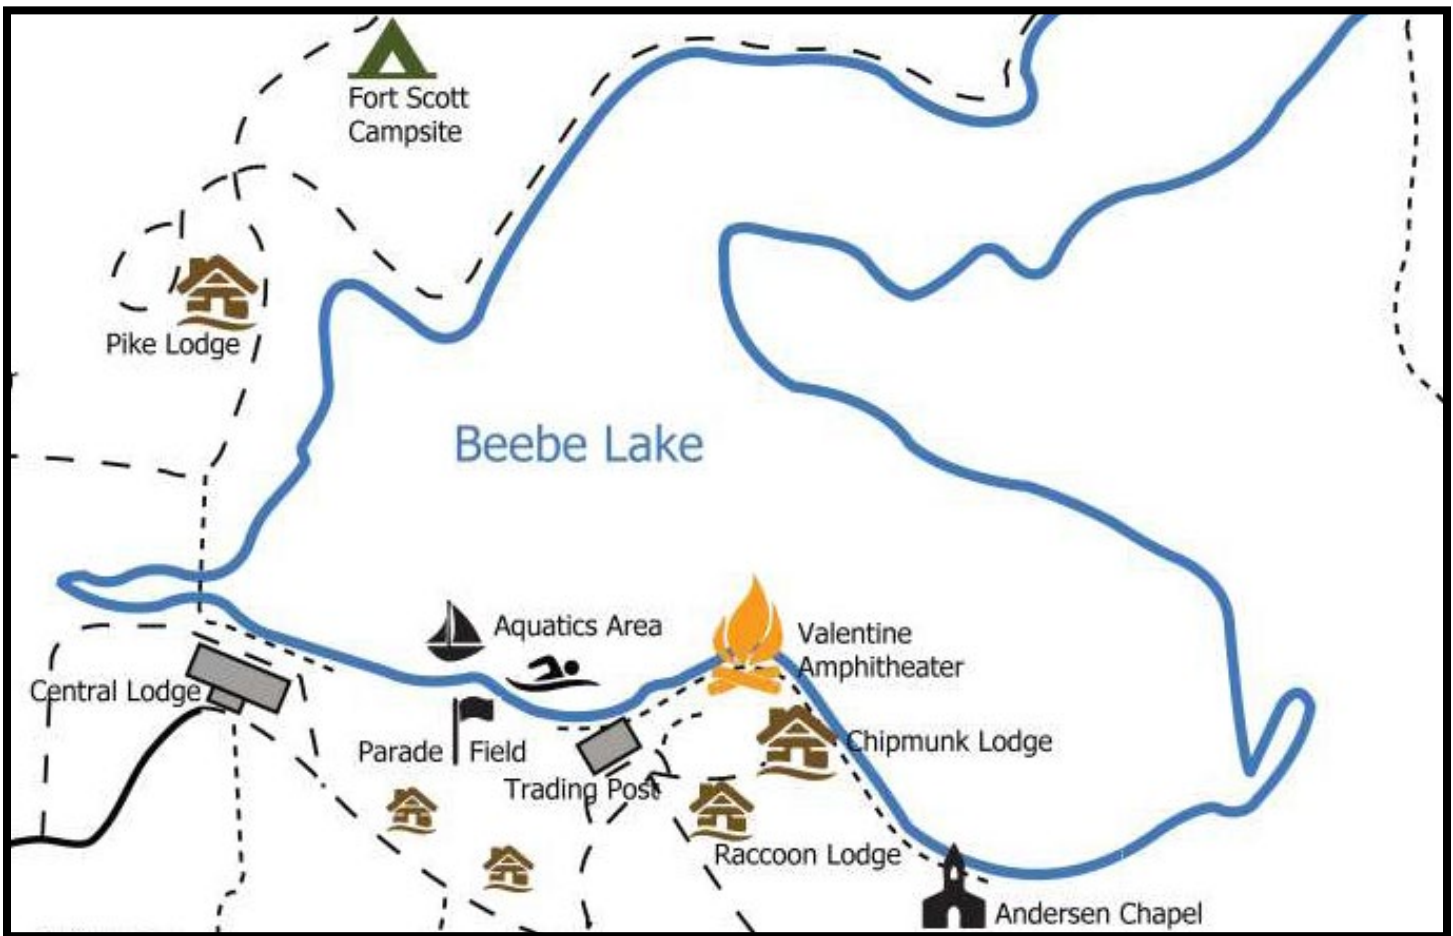 Fort Scott
Campsite
Pike Lodge
Beebe Lake
Aquatics Area
Valentine
Amphitheater
Central Lodge
Parade Field
Chipmunk Lodge
Trading Post
Raccoon Lodge
Andersen Chapel